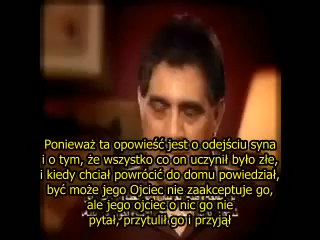 Ponieważ ta opowieść jest o odejściu syna
i o tym, że wszystko co on uczynił było złe,
i kiedy chciał powrócić do domu powiedział,
być może jego Ojciec nie zaakceptuje go,
ale jego ojciec o nic go nie
pytał, przytulił go i przyjął